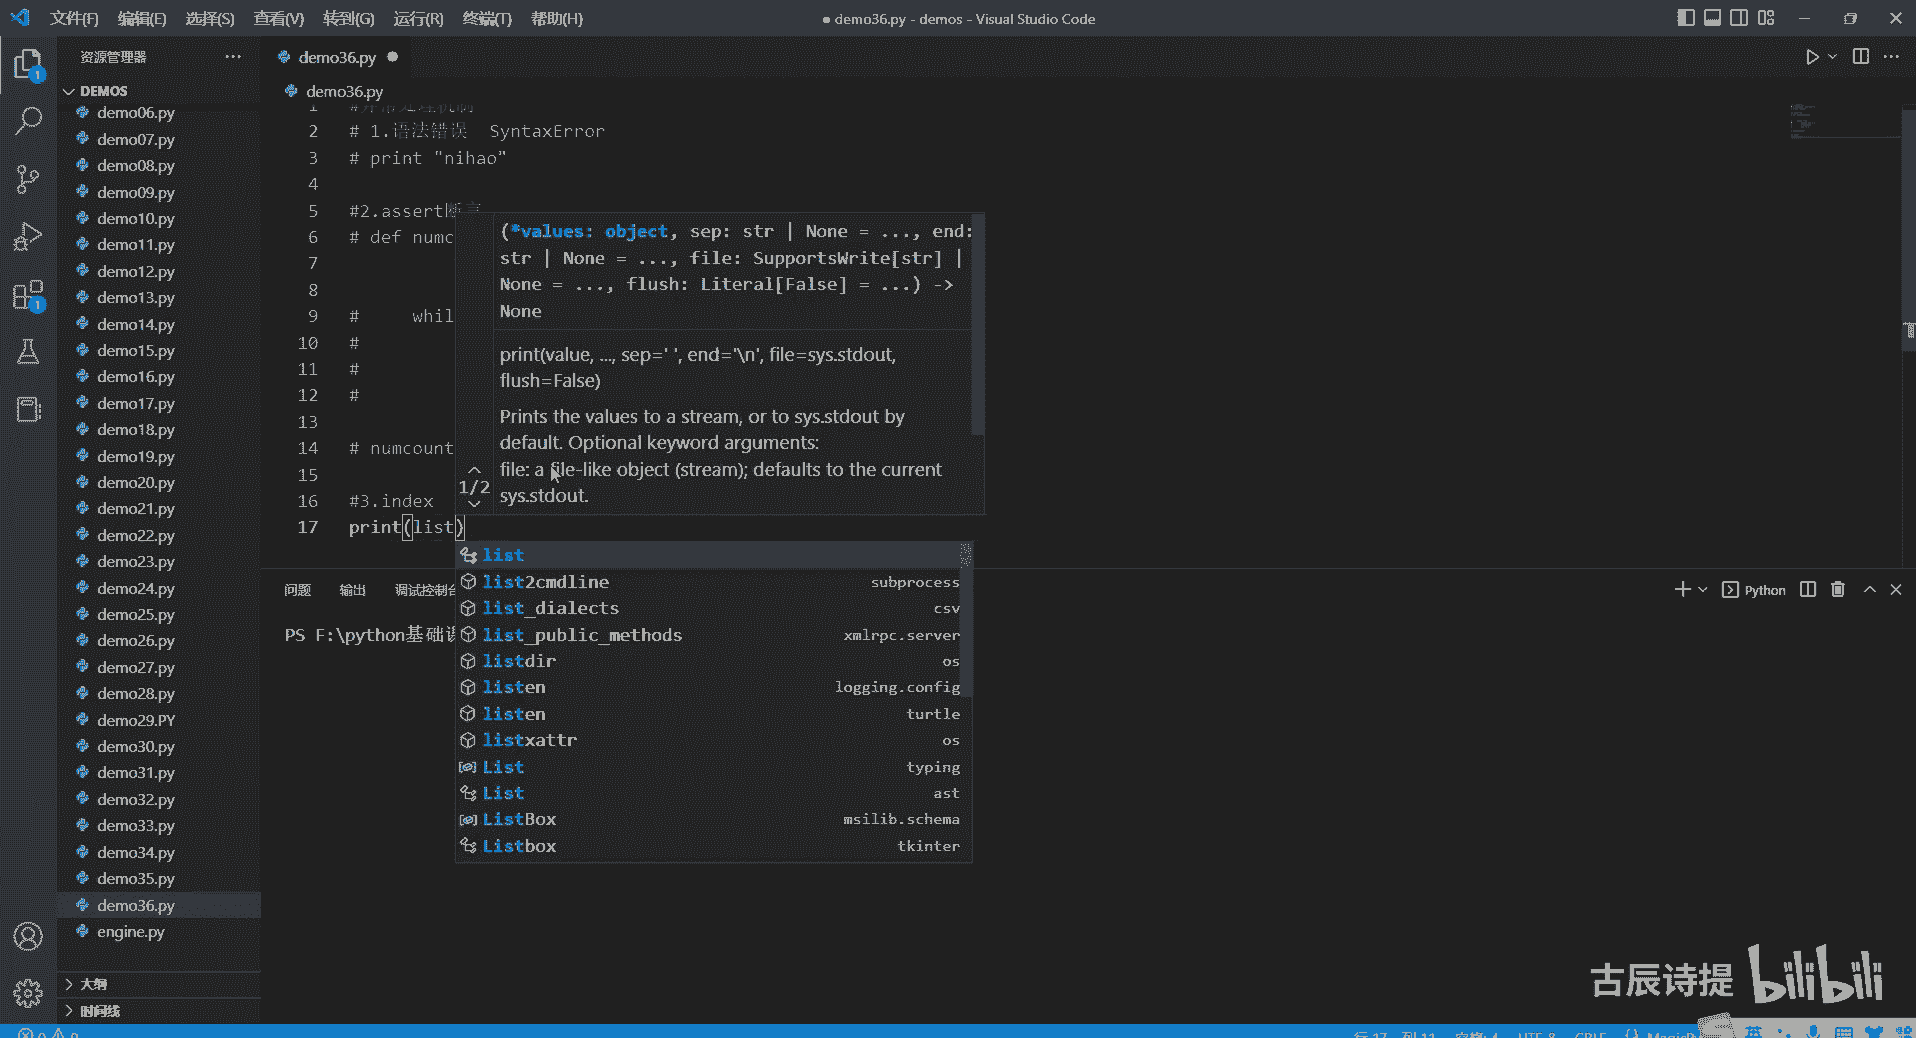 文件(F) 编辑(E) 选择(S) 查看(V) 转到(G) 运行(R) 终端(T) 帮助(H)
● demo36.py - demos - Visual Studio Code
资源管理器 ···
demo36.py ●
DEMOS
demo36.py
demo06.py
demo07.py
demo08.py
demo09.py
demo10.py
demo11.py
demo12.py
demo13.py
demo14.py
demo15.py
demo16.py
demo17.py
demo18.py
demo19.py
demo20.py
demo21.py
demo22.py
demo23.py
demo24.py
demo25.py
demo26.py
demo27.py
demo28.py
demo29.PY
demo30.py
demo31.py
demo32.py
demo33.py
demo34.py
demo35.py
demo36.py
engine.py
大纲
时间线
1
2 # 1.语法错误  SyntaxError
3 # print "nihao"
4
5 #2.assert断言
6 # def numc
7
8
9 #     whil
10 #
11 #
12 #
13
14 # numcount
15
16 #3.index
17 print(list)
(*values: object, sep: str | None = ..., end:
str | None = ..., file: SupportsWrite[str] |
None = ..., flush: Literal[False] = ...) ->
None
print(value, ..., sep=' ', end='\n', file=sys.stdout,
flush=False)
Prints the values to a stream, or to sys.stdout by
default. Optional keyword arguments:
file: a file-like object (stream); defaults to the current
sys.stdout.
1/2
list
list2cmdline subprocess
list_dialects csv
list_public_methods xmlrpc.server
listdir os
listen logging.config
listen turtle
listxattr os
List typing
List ast
ListBox msilib.schema
Listbox tkinter
问题 输出 调试控制台
Python
PS F:\python基础课
古辰诗提 bilibili
行 17, 列 11 空格: 4 UTF-8 CRLF
英